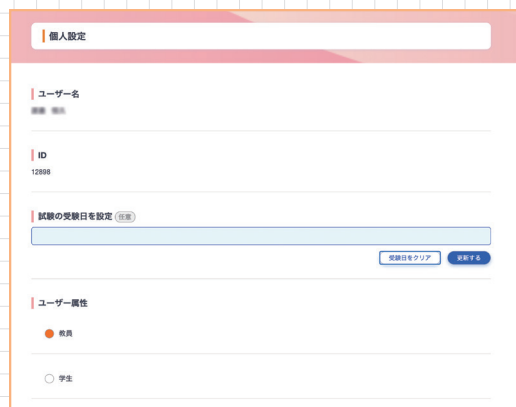 個人設定
ユーザー名
ID
12898
試験の受験日を設定 任意
受験日をクリア 更新する
ユーザー属性
教員
学生